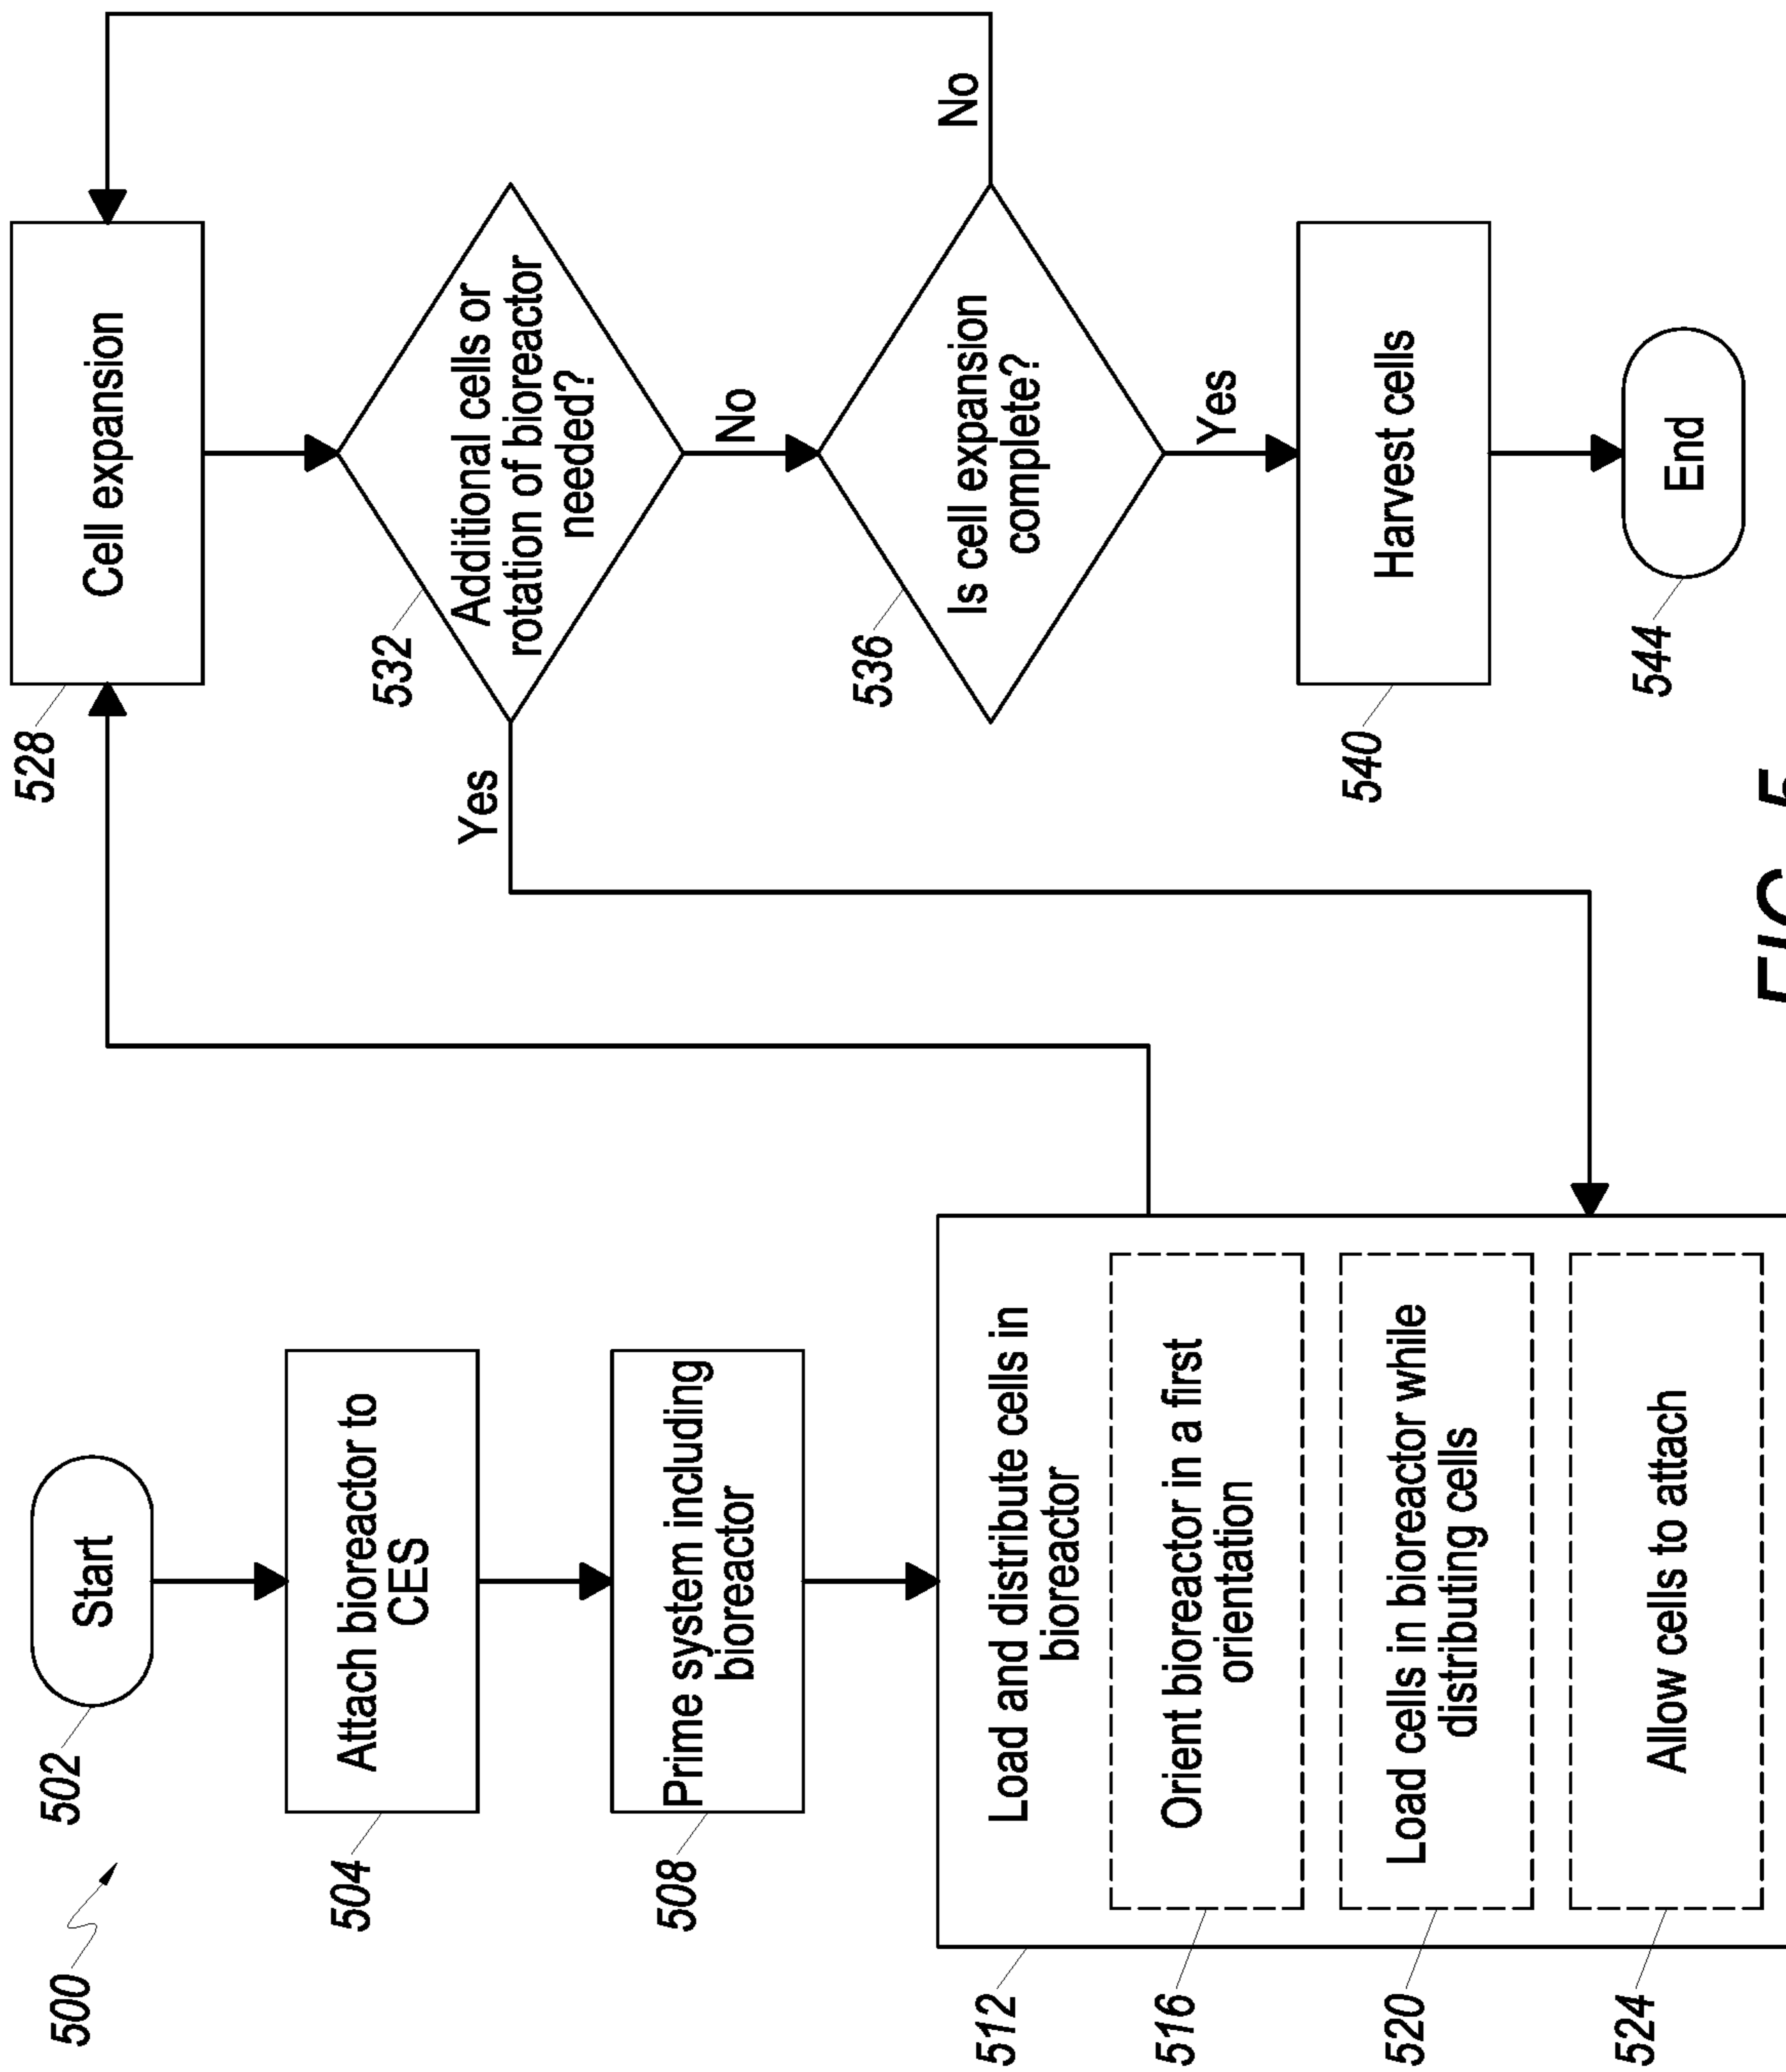 500
502
Start
504
Attach bioreactor to
CES
508
Prime system including
bioreactor
512
Load and distribute cells in
bioreactor
516
Orient bioreactor in a first
orientation
520
Load cells in bioreactor while
distributing cells
524
Allow cells to attach
528
Cell expansion
532
Additional cells or
rotation of bioreactor
needed?
Yes
No
536
Is cell expansion
complete?
No
Yes
540
Harvest cells
544
End
FIG. 5